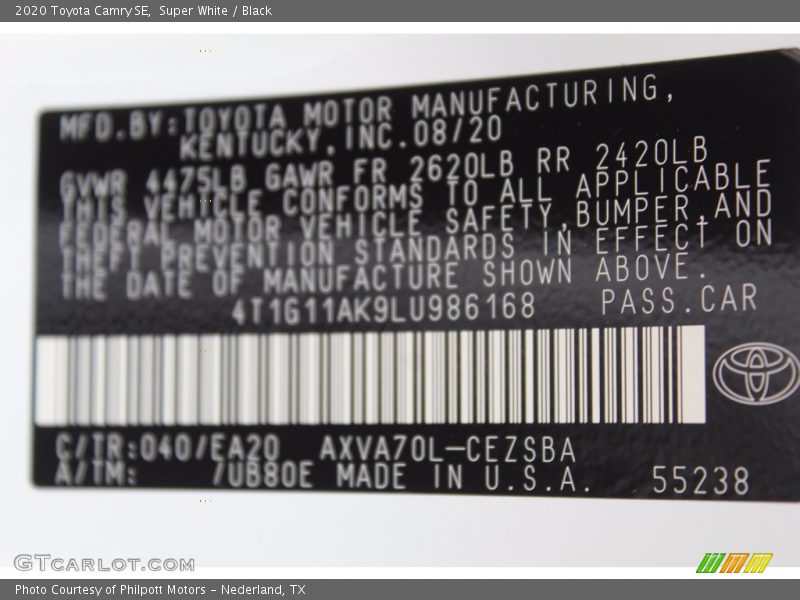 2020 Toyota Camry SE, Super White / Black
MFD.BY:TOYOTA MOTOR MANUFACTURING,
KENTUCKY,INC.08/20
GVWR 4475LB GAWR FR 2620LB RR 2420LB
THIS VEHICLE CONFORMS TO ALL APPLICABLE
FEDERAL MOTOR VEHICLE SAFETY,BUMPER,AND
THEFT PREVENTION STANDARDS IN EFFECT ON
THE DATE OF MANUFACTURE SHOWN ABOVE.
4T1G11AK9LU986168 PASS.CAR
C/TR:040/EA20 AXVA70L-CEZSBA
A/TM: /UB80E MADE IN U.S.A. 55238
GTCARLOT.COM
Photo Courtesy of Philpott Motors - Nederland, TX